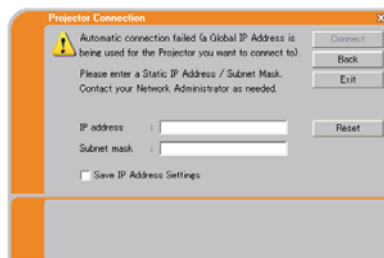 Projector Connection
X
Automatic connection failed (a Global IP Address is
being used for the Projector you want to connect to).
Please enter a Static IP Address / Subnet Mask.
Contact your Network Administrator as needed.
Connect
Back
Exit
IP address :
Reset
Subnet mask :
Save IP Address Settings